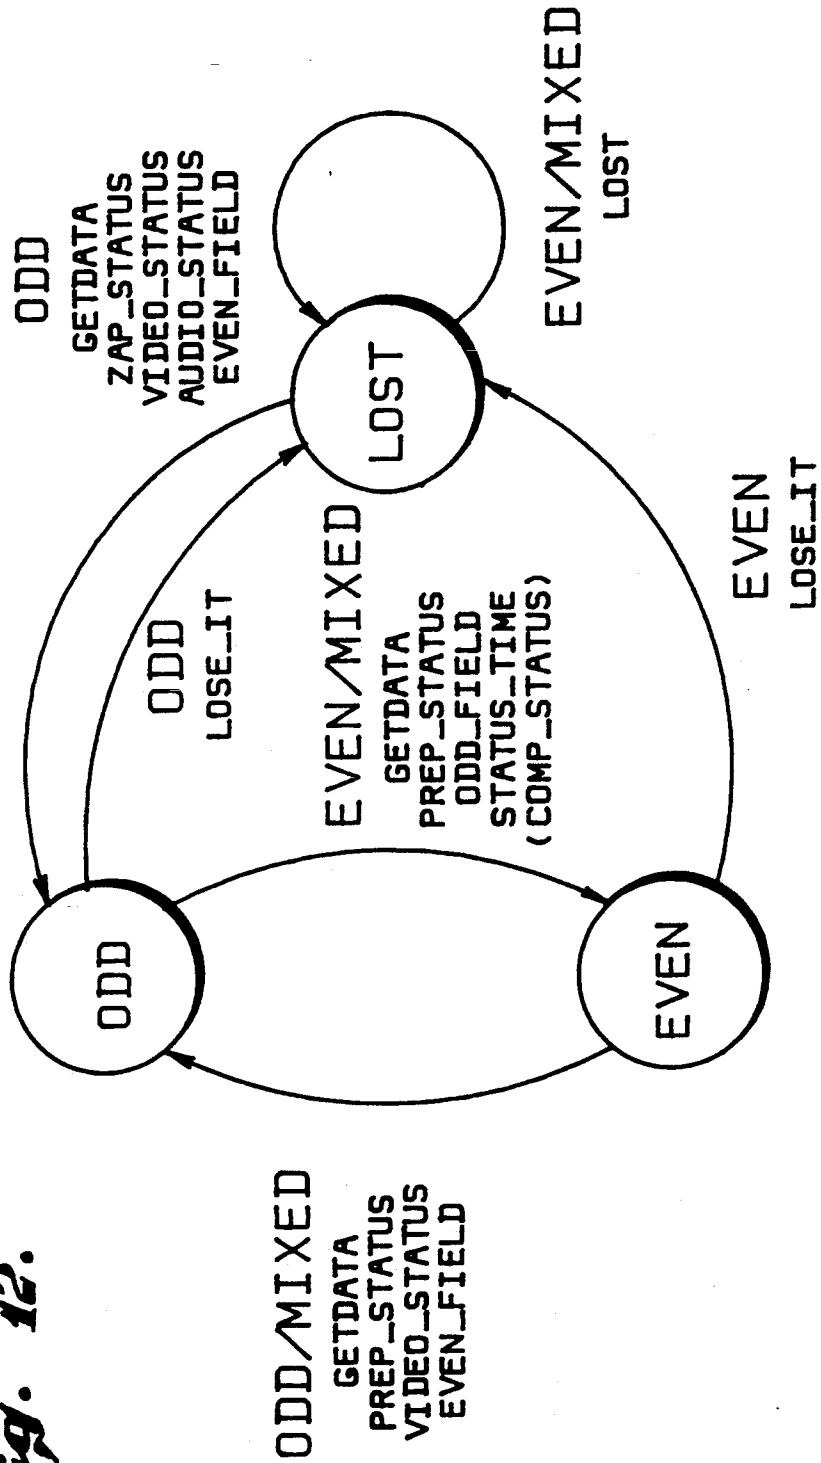 ig. 12.
ODD
GETDATA
ZAP_STATUS
VIDEO_STATUS
AUDIO_STATUS
EVEN_FIELD
ODD
ODD
LOSE_IT
LOST
EVEN/MIXED
LOST
ODD/MIXED
GETDATA
PREP_STATUS
VIDEO_STATUS
EVEN_FIELD
EVEN/MIXED
GETDATA
PREP_STATUS
ODD_FIELD
STATUS_TIME
(COMP_STATUS)
EVEN
EVEN
LOSE_IT